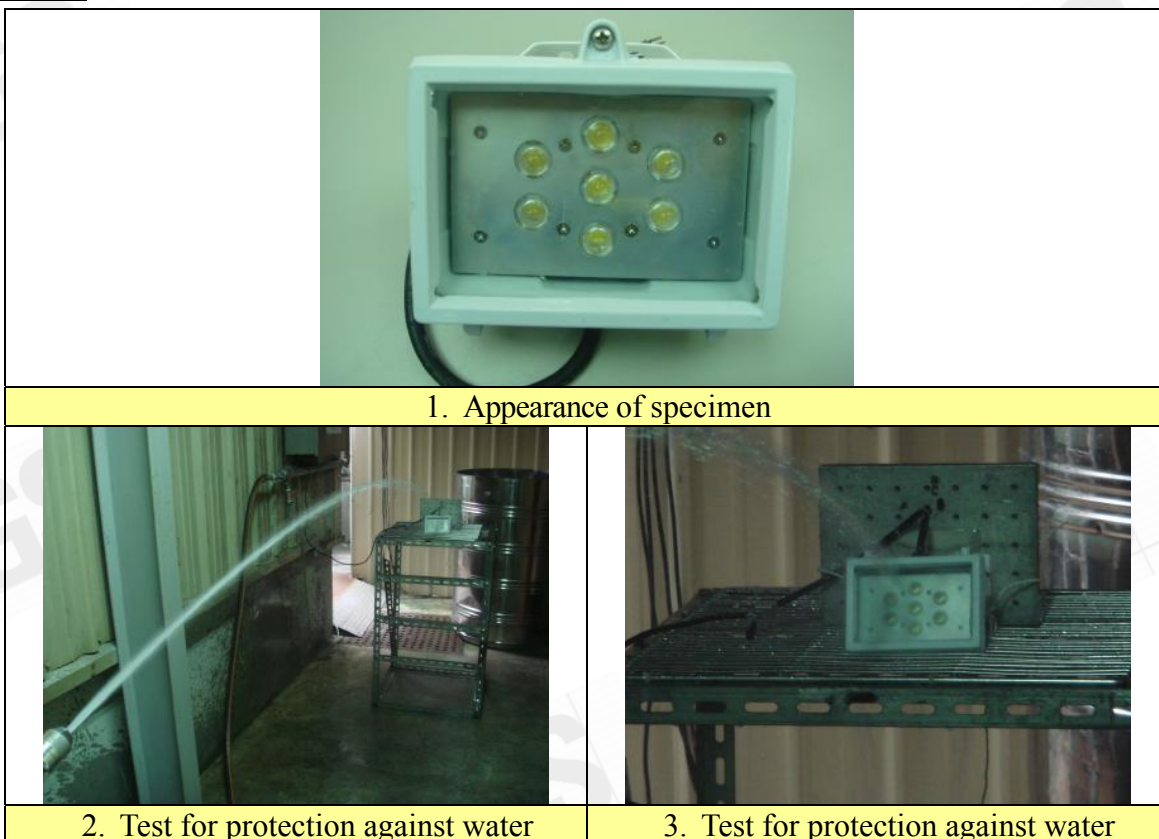 1. Appearance of specimen
2. Test for protection against water
3. Test for protection against water